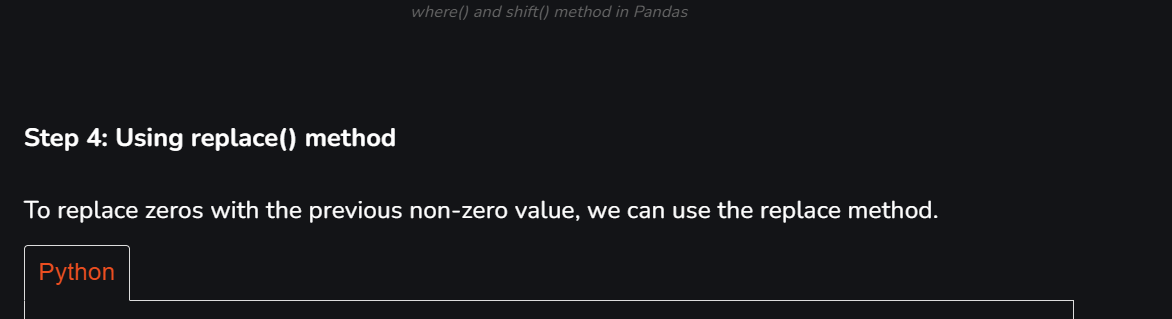 where() and shift() method in Pandas
Step 4: Using replace() method
To replace zeros with the previous non-zero value, we can use the replace method.
Python